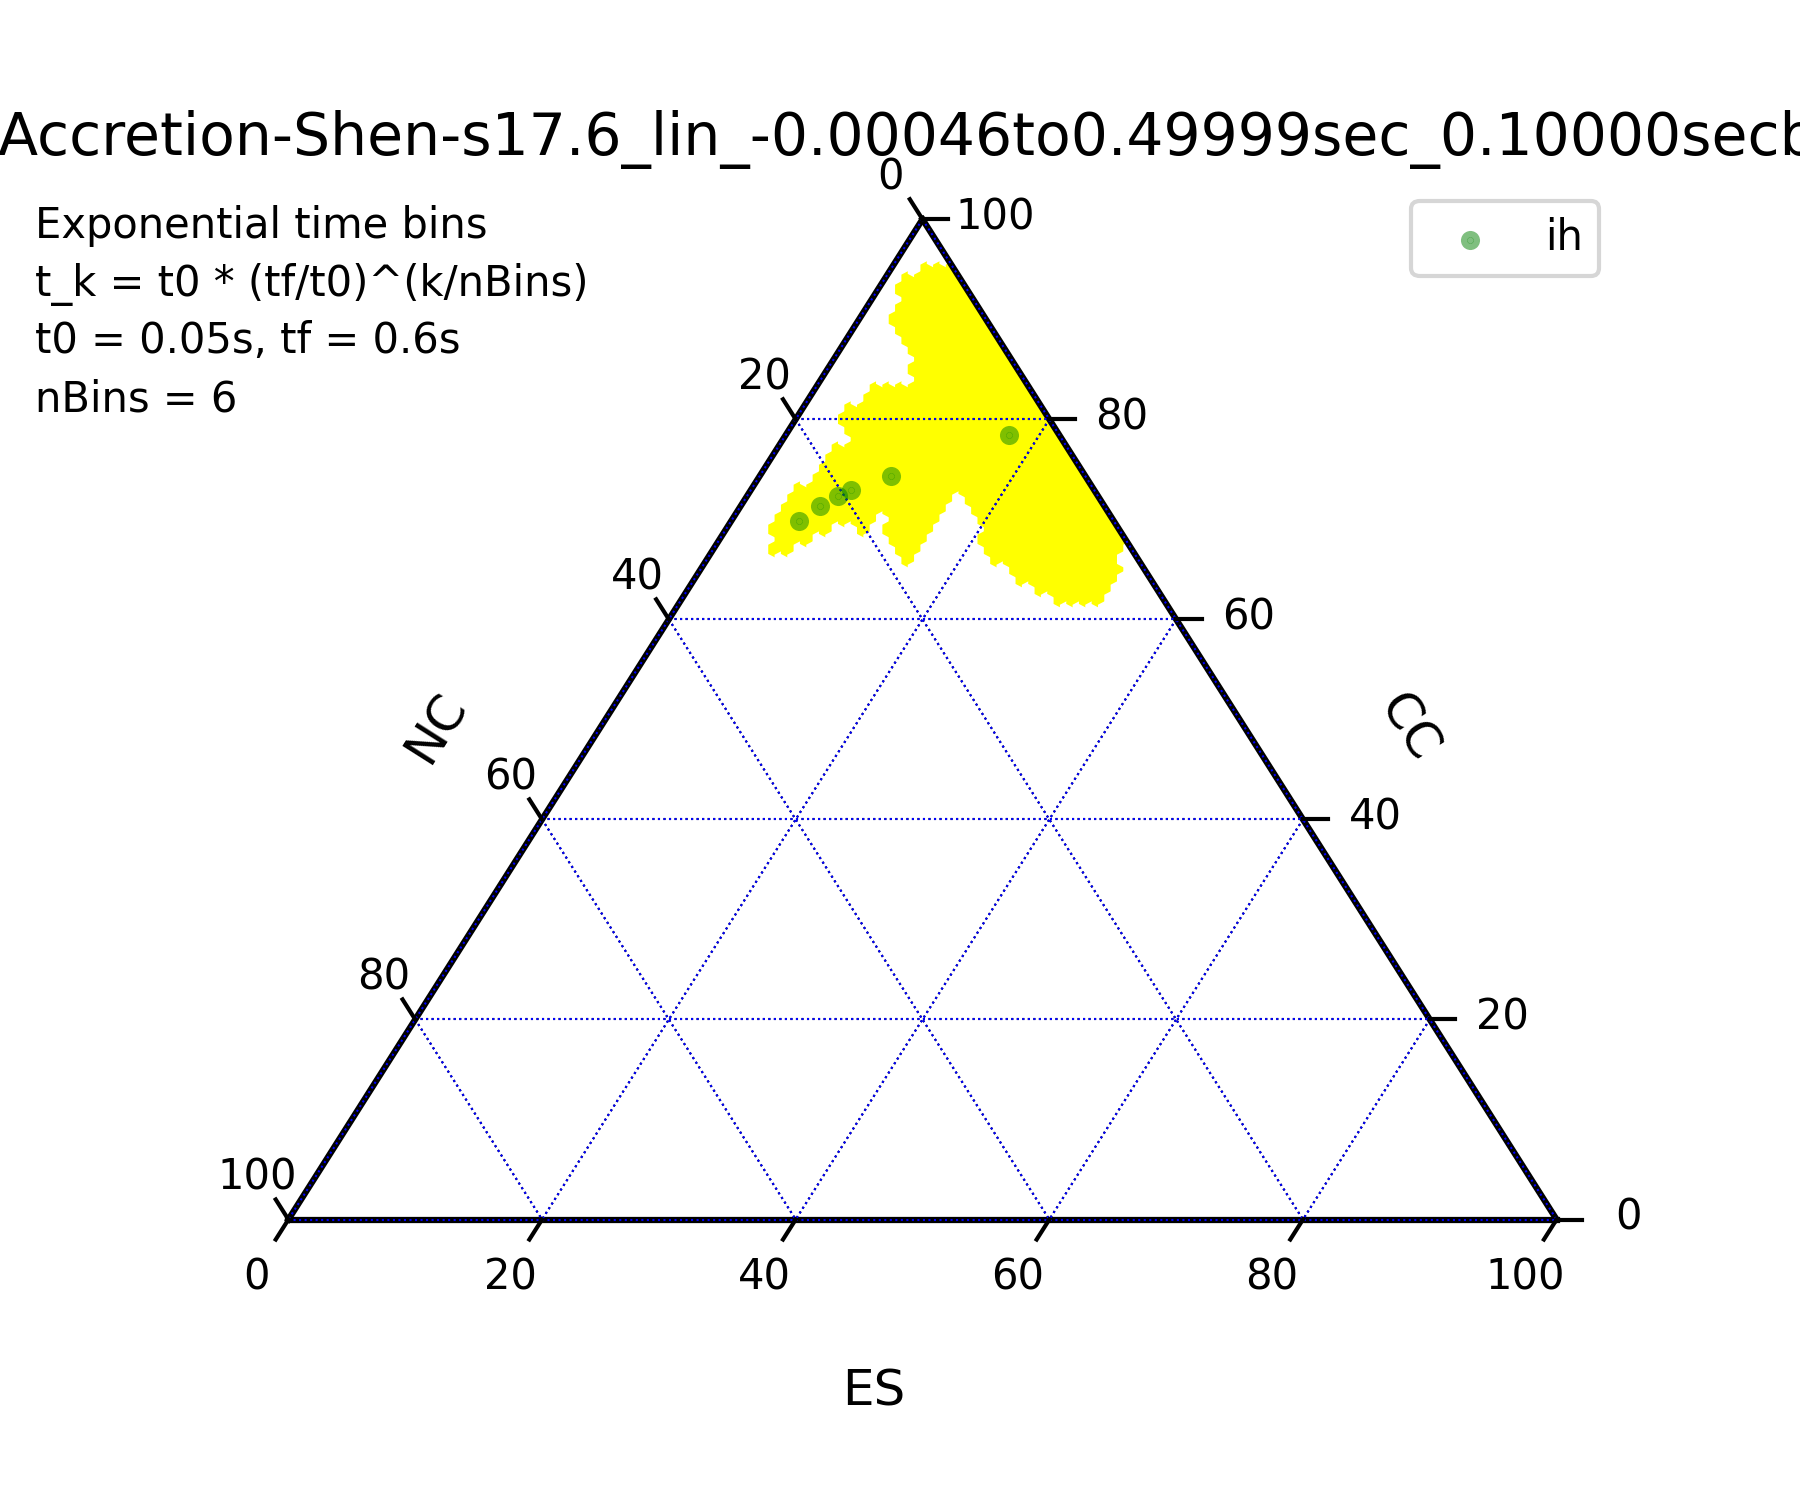 Accretion-Shen-s17.6_lin_-0.00046to0.49999sec_0.10000secb
Exponential time bins
t_k = t0 * (tf/t0)^(k/nBins)
t0 = 0.05s, tf = 0.6s
nBins = 6
ih
0
100
20
80
40
60
NC
CC
60
40
80
20
100
0
0
20
40
60
80
100
ES